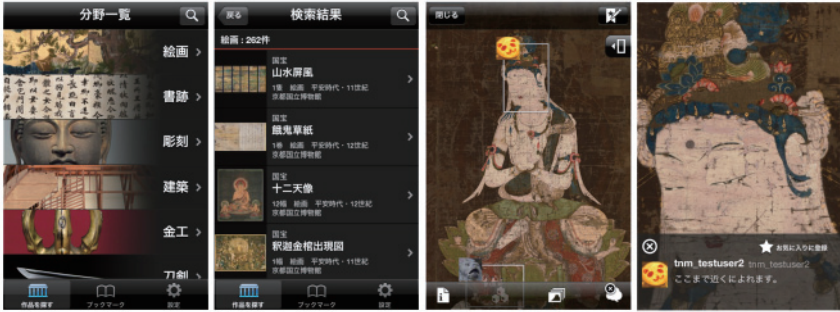 分野一覧
絵画
書跡
彫刻
建築
金工
刀剣
作品を探す
ブックマーク
設定
戻る
検索結果
絵画：262件
国宝
山水屏風
1隻 絵画 平安時代・11世紀
京都国立博物館
国宝
餓鬼草紙
1巻 絵画 平安時代・12世紀
京都国立博物館
国宝
十二天像
12幅 絵画 平安時代・12世紀
京都国立博物館
国宝
釈迦金棺出現図
1幅 絵画 平安時代・11世紀
京都国立博物館
作品を探す
ブックマーク
設定
閉じる
お気に入りに登録
tnm_testuser2 tnm_testuser2
ここまで近くによれます。